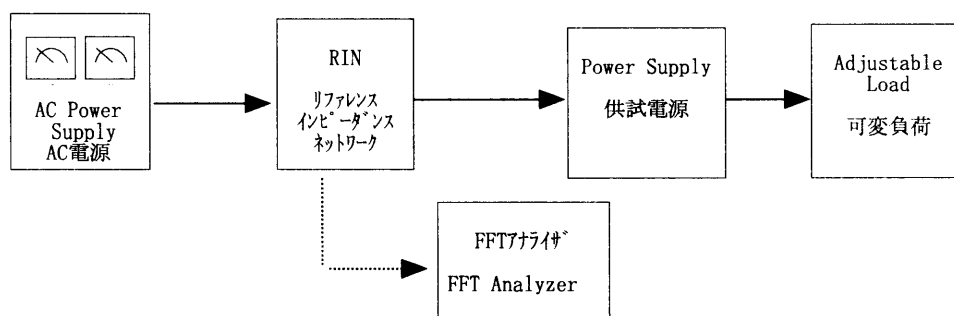 AC Power
Supply
AC電源
RIN
リファレンス
インピーダンス
ネットワーク
Power Supply
供試電源
Adjustable
Load
可変負荷
FFTアナライザ
FFT Analyzer